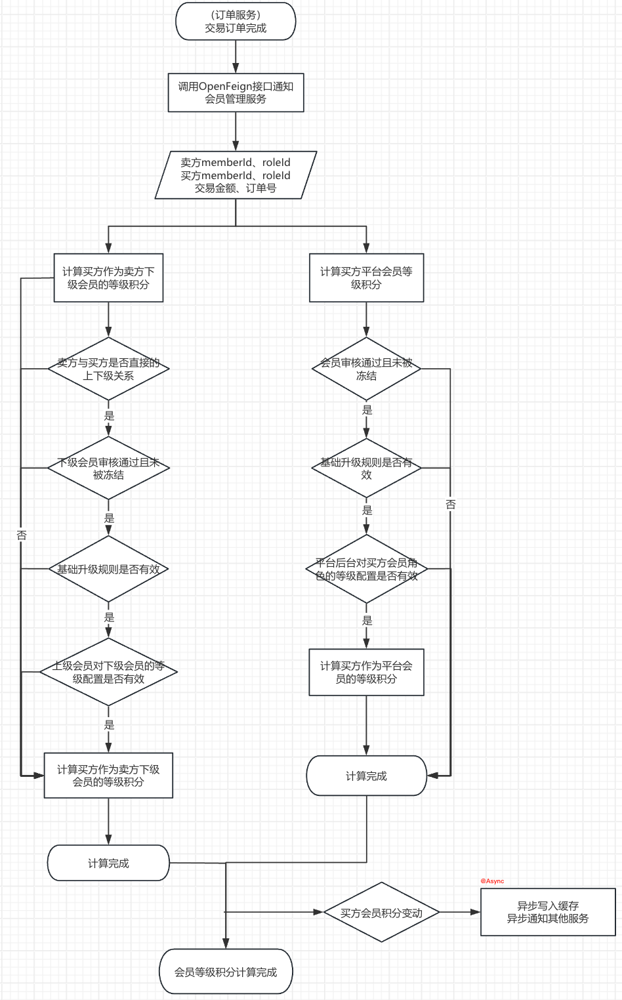 （订单服务）
交易订单完成
调用OpenFeign接口通知
会员管理服务
卖方memberId、roleId
买方memberId、roleId
交易金额、订单号
计算买方作为卖方下
级会员的等级积分
卖方与买方是否直接的
上下级关系
是
下级会员审核通过且未
被冻结
是
否
基础升级规则是否有效
是
上级会员对下级会员的等
级配置是否有效
是
计算买方作为卖方下级
会员的等级积分
计算完成
计算买方平台会员等
级积分
会员审核通过且未被
冻结
是
基础升级规则是否有
效
否
是
平台后台对买方会员角
色的等级配置是否有效
是
计算买方作为平台会
员的等级积分
计算完成
买方会员积分变动
@Async
异步写入缓存
异步通知其他服务
会员等级积分计算完成